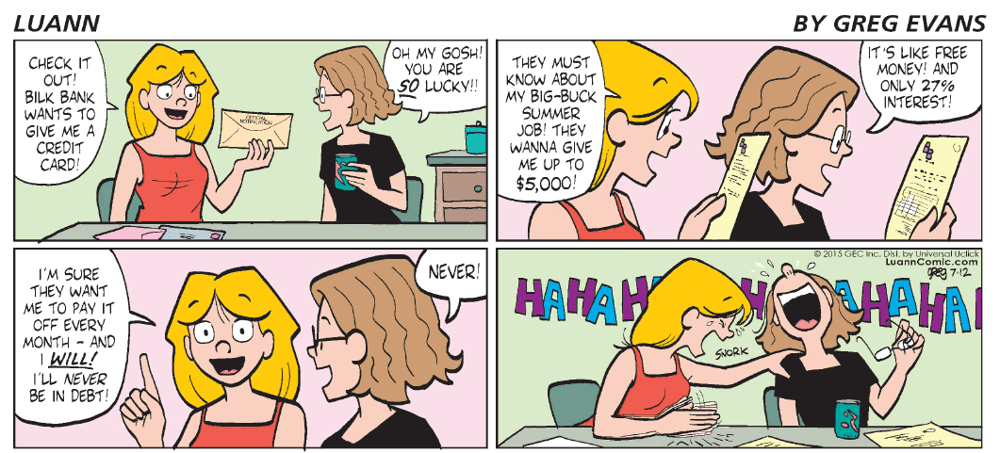 LUANN
BY GREG EVANS
CHECK IT
OUT!
BILK BANK
WANTS TO
GIVE ME A
CREDIT
CARD!
OFFICIAL
NOTIFICATION
OH MY GOSH!
YOU ARE
SO LUCKY!!
THEY MUST
KNOW ABOUT
MY BIG-BUCK
SUMMER
JOB! THEY
WANNA GIVE
ME UP TO
$5,000!
IT'S LIKE FREE
MONEY! AND
ONLY 27%
INTEREST!
I'M SURE
THEY WANT
ME TO PAY IT
OFF EVERY
MONTH – AND
I WILL!
I'LL NEVER
BE IN DEBT!
NEVER!
© 2015 GEC Inc. Dist. by Universal Uclick
LuannComic.com
GREG 7-12
HAHAHAHAHAHAHA
SNORK